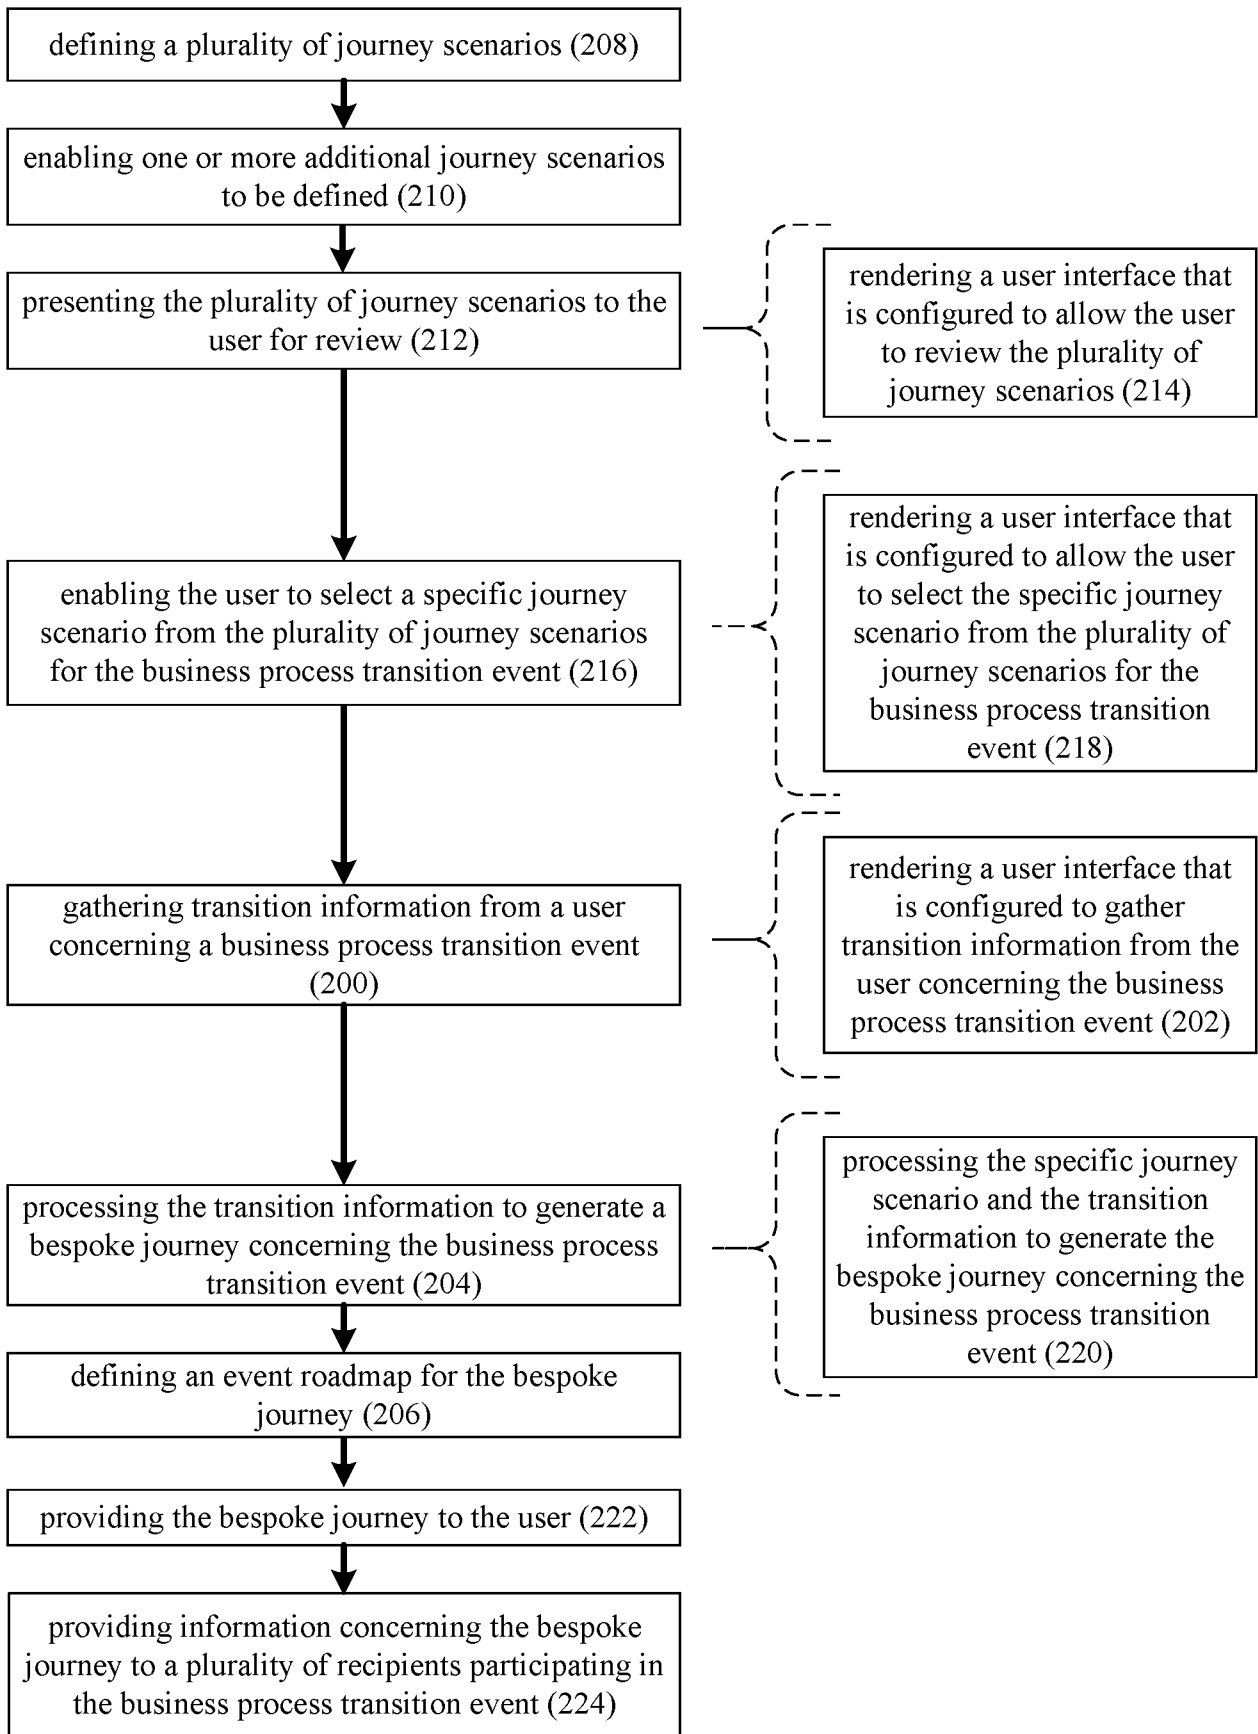 defining a plurality of journey scenarios (208)
enabling one or more additional journey scenarios
to be defined (210)
presenting the plurality of journey scenarios to the
user for review (212)
rendering a user interface that
is configured to allow the user
to review the plurality of
journey scenarios (214)
enabling the user to select a specific journey
scenario from the plurality of journey scenarios
for the business process transition event (216)
rendering a user interface that
is configured to allow the user
to select the specific journey
scenario from the plurality of
journey scenarios for the
business process transition
event (218)
gathering transition information from a user
concerning a business process transition event
(200)
rendering a user interface that
is configured to gather
transition information from the
user concerning the business
process transition event (202)
processing the transition information to generate a
bespoke journey concerning the business process
transition event (204)
processing the specific journey
scenario and the transition
information to generate the
bespoke journey concerning the
business process transition
event (220)
defining an event roadmap for the bespoke
journey (206)
providing the bespoke journey to the user (222)
providing information concerning the bespoke
journey to a plurality of recipients participating in
the business process transition event (224)